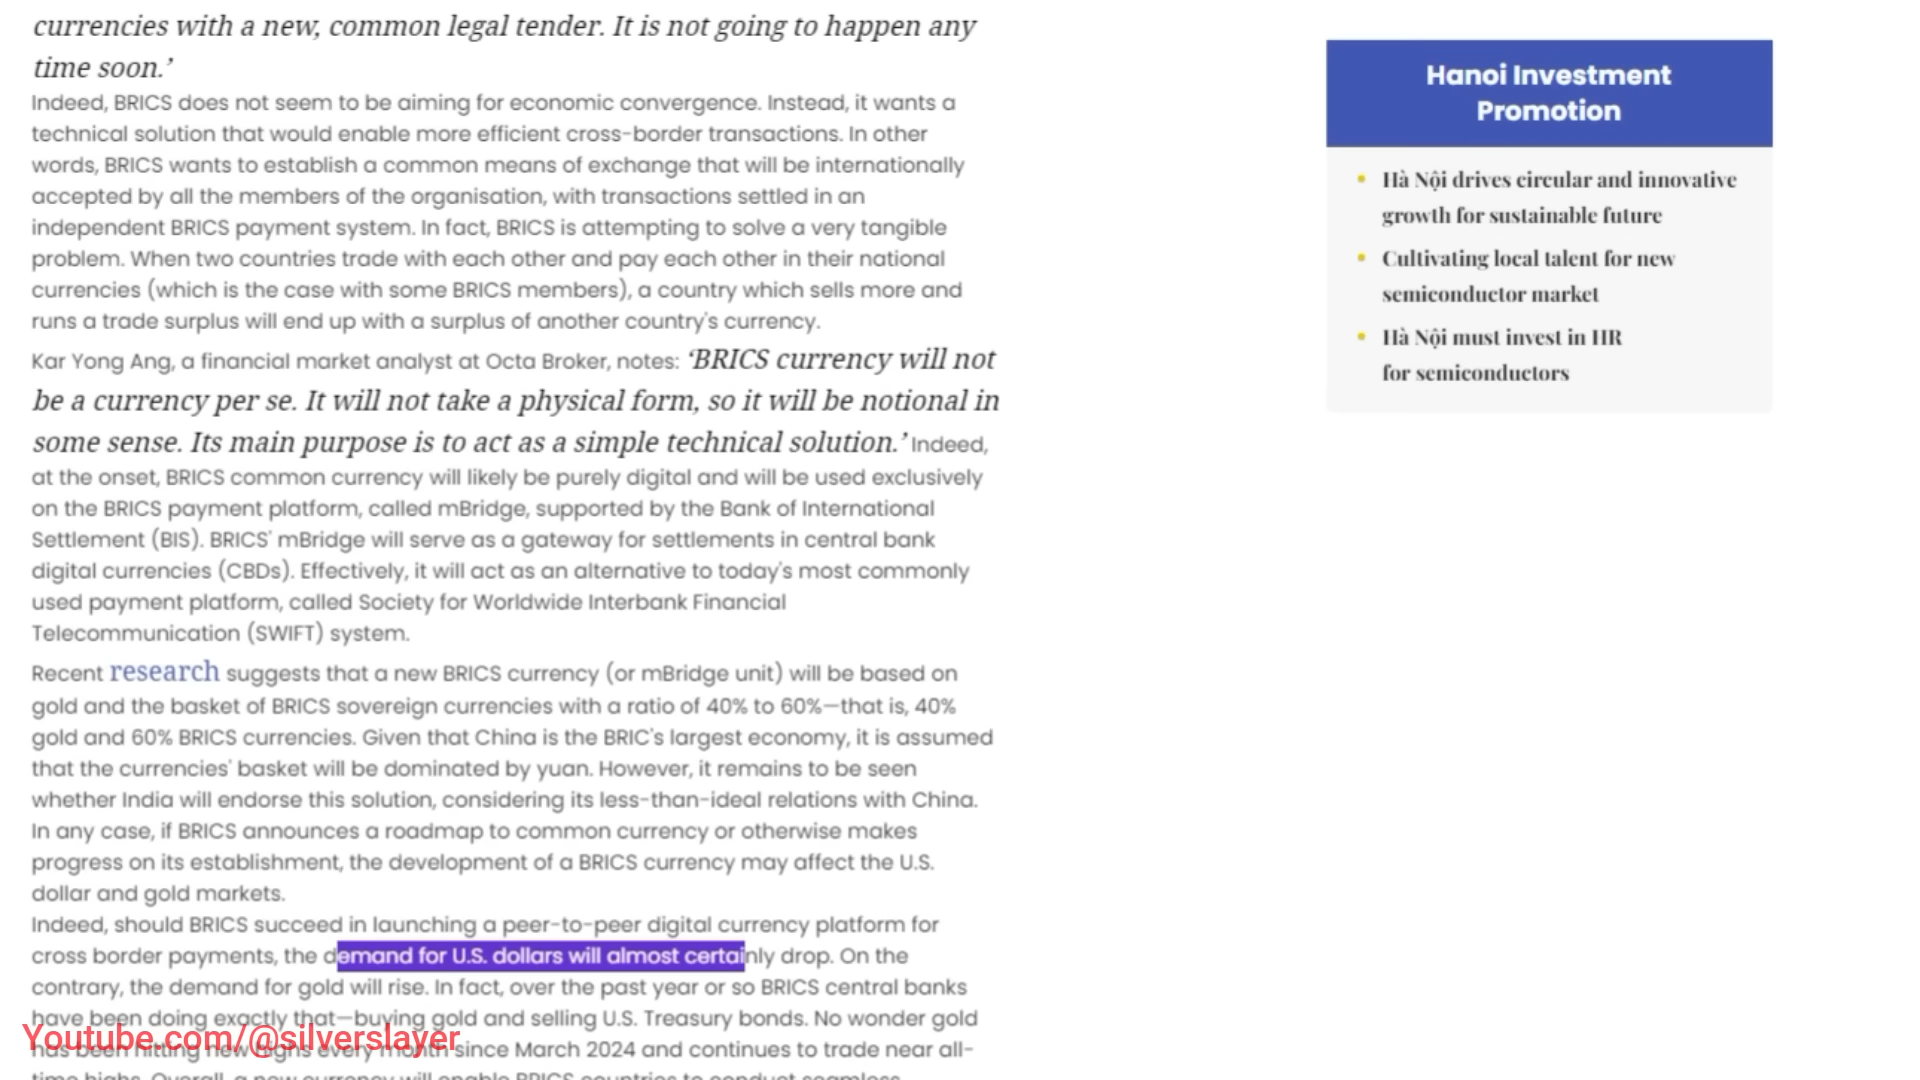 currencies with a new, common legal tender. It is not going to happen any
time soon.’
Indeed, BRICS does not seem to be aiming for economic convergence. Instead, it wants a
technical solution that would enable more efficient cross-border transactions. In other
words, BRICS wants to establish a common means of exchange that will be internationally
accepted by all the members of the organisation, with transactions settled in an
independent BRICS payment system. In fact, BRICS is attempting to solve a very tangible
problem. When two countries trade with each other and pay each other in their national
currencies (which is the case with some BRICS members), a country which sells more and
runs a trade surplus will end up with a surplus of another country's currency.
Kar Yong Ang, a financial market analyst at Octa Broker, notes: ‘BRICS currency will not
be a currency per se. It will not take a physical form, so it will be notional in
some sense. Its main purpose is to act as a simple technical solution.’ Indeed,
at the onset, BRICS common currency will likely be purely digital and will be used exclusively
on the BRICS payment platform, called mBridge, supported by the Bank of International
Settlement (BIS). BRICS' mBridge will serve as a gateway for settlements in central bank
digital currencies (CBDs). Effectively, it will act as an alternative to today's most commonly
used payment platform, called Society for Worldwide Interbank Financial
Telecommunication (SWIFT) system.
Recent research suggests that a new BRICS currency (or mBridge unit) will be based on
gold and the basket of BRICS sovereign currencies with a ratio of 40% to 60%—that is, 40%
gold and 60% BRICS currencies. Given that China is the BRIC's largest economy, it is assumed
that the currencies' basket will be dominated by yuan. However, it remains to be seen
whether India will endorse this solution, considering its less-than-ideal relations with China.
In any case, if BRICS announces a roadmap to common currency or otherwise makes
progress on its establishment, the development of a BRICS currency may affect the U.S.
dollar and gold markets.
Indeed, should BRICS succeed in launching a peer-to-peer digital currency platform for
cross border payments, the demand for U.S. dollars will almost certainly drop. On the
contrary, the demand for gold will rise. In fact, over the past year or so BRICS central banks
have been doing exactly that—buying gold and selling U.S. Treasury bonds. No wonder gold
has been hitting new highs every month since March 2024 and continues to trade near all-
time highs. Overall, a new currency will enable BRICS countries to conduct seamless
Youtube.com/@silverslayer
Hanoi Investment
Promotion
Hà Nội drives circular and innovative
growth for sustainable future
Cultivating local talent for new
semiconductor market
Hà Nội must invest in HR
for semiconductors